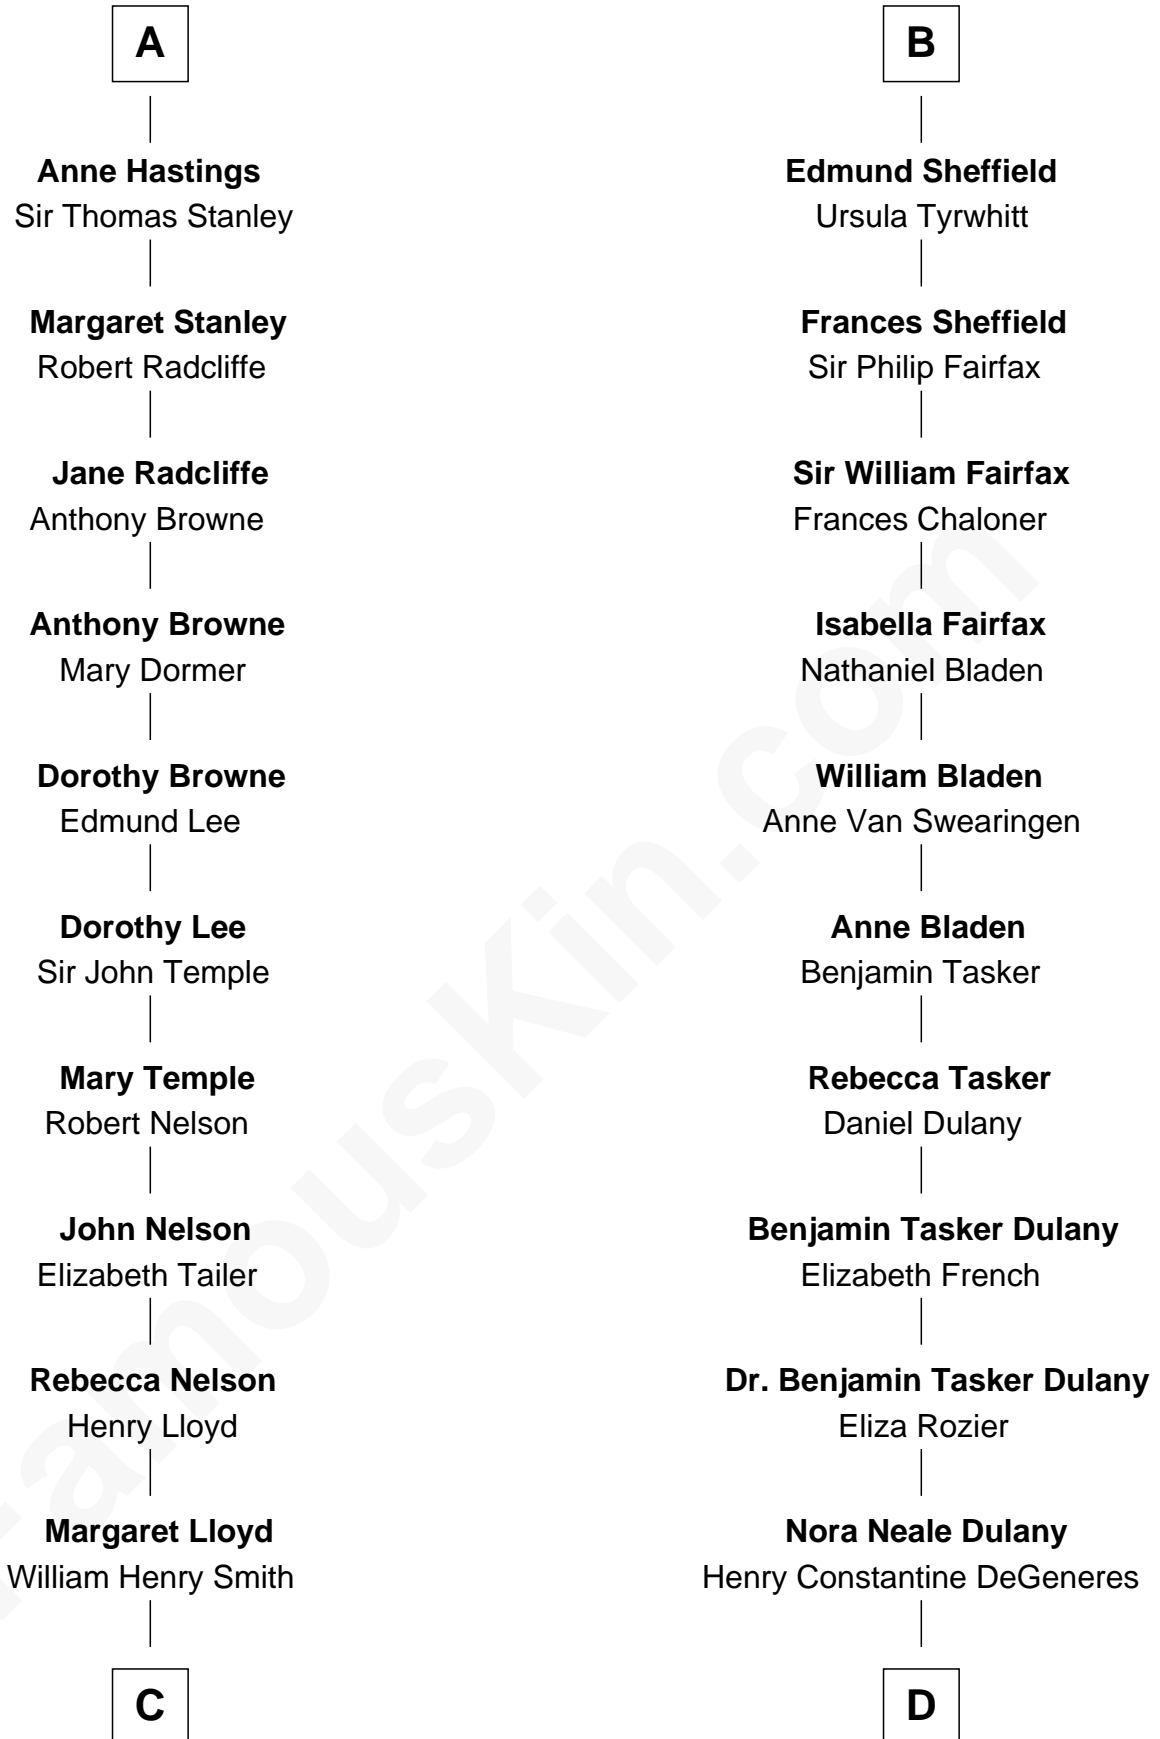 A
Anne Hastings
Sir Thomas Stanley
Margaret Stanley
Robert Radcliffe
Jane Radcliffe
Anthony Browne
Anthony Browne
Mary Dormer
Dorothy Browne
Edmund Lee
Dorothy Lee
Sir John Temple
Mary Temple
Robert Nelson
John Nelson
Elizabeth Tailer
Rebecca Nelson
Henry Lloyd
Margaret Lloyd
William Henry Smith
C
B
Edmund Sheffield
Ursula Tyrwhitt
Frances Sheffield
Sir Philip Fairfax
Sir William Fairfax
Frances Chaloner
Isabella Fairfax
Nathaniel Bladen
William Bladen
Anne Van Swearingen
Anne Bladen
Benjamin Tasker
Rebecca Tasker
Daniel Dulany
Benjamin Tasker Dulany
Elizabeth French
Dr. Benjamin Tasker Dulany
Eliza Rozier
Nora Neale Dulany
Henry Constantine DeGeneres
D
FamousKin.com